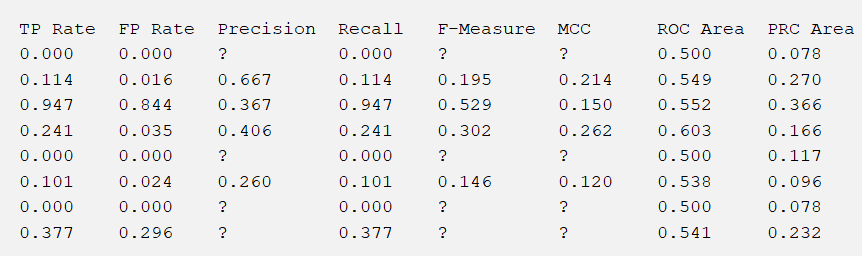 TP Rate FP Rate Precision Recall F-Measure MCC ROC Area PRC Area
0.000 0.000 ? 0.000 ? ? 0.500 0.078
0.114 0.016 0.667 0.114 0.195 0.214 0.549 0.270
0.947 0.844 0.367 0.947 0.529 0.150 0.552 0.366
0.241 0.035 0.406 0.241 0.302 0.262 0.603 0.166
0.000 0.000 ? 0.000 ? ? 0.500 0.117
0.101 0.024 0.260 0.101 0.146 0.120 0.538 0.096
0.000 0.000 ? 0.000 ? ? 0.500 0.078
0.377 0.296 ? 0.377 ? ? 0.541 0.232